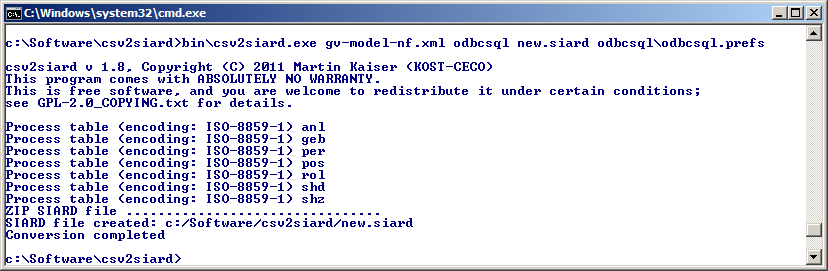 C:\Windows\system32\cmd.exe
c:\Software\csv2siard>bin\csv2siard.exe gv-model-nf.xml odbcsql new.siard odbcsql\odbcsql.prefs
csv2siard v 1.8, Copyright (C) 2011 Martin Kaiser (KOST-CECO)
This program comes with ABSOLUTELY NO WARRANTY.
This is free software, and you are welcome to redistribute it under certain conditions;
see GPL-2.0_COPYING.txt for details.
Process table (encoding: ISO-8859-1) anl
Process table (encoding: ISO-8859-1) geb
Process table (encoding: ISO-8859-1) per
Process table (encoding: ISO-8859-1) pos
Process table (encoding: ISO-8859-1) rol
Process table (encoding: ISO-8859-1) shd
Process table (encoding: ISO-8859-1) shz
ZIP SIARD file ................................
SIARD file created: c:/Software/csv2siard/new.siard
Conversion completed
c:\Software\csv2siard>